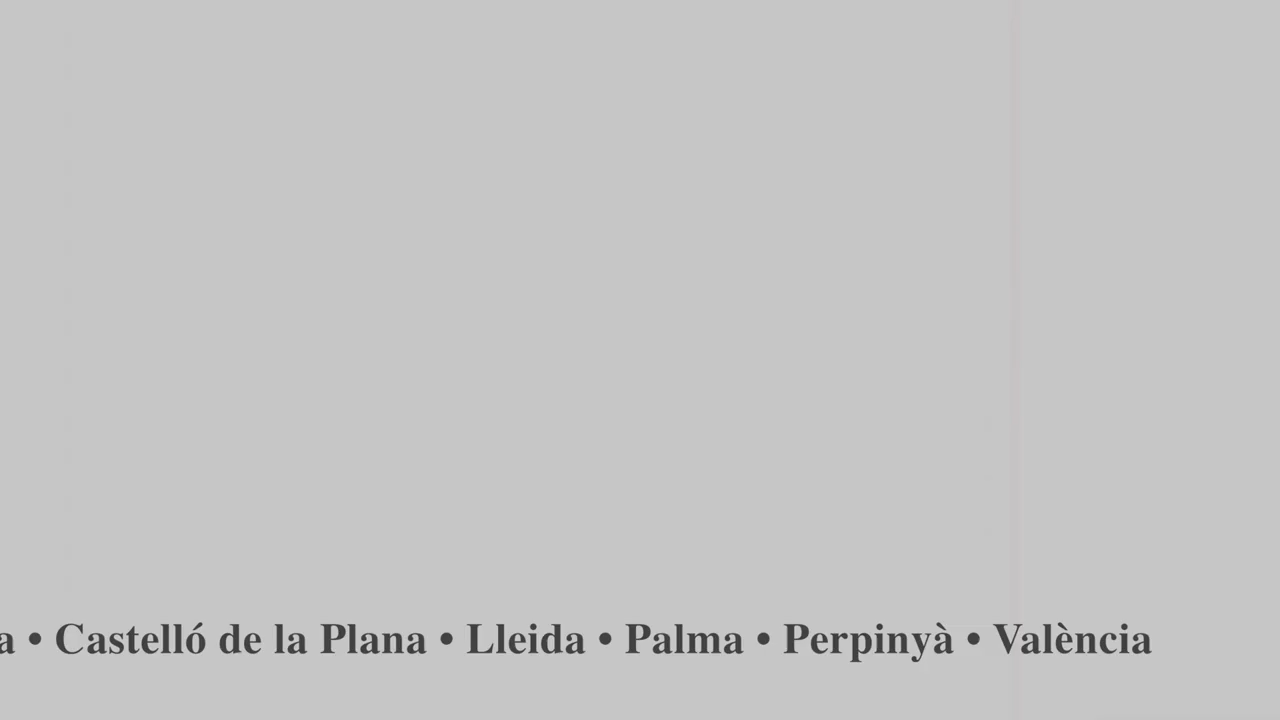 a • Castelló de la Plana • Lleida • Palma • Perpinyà • València